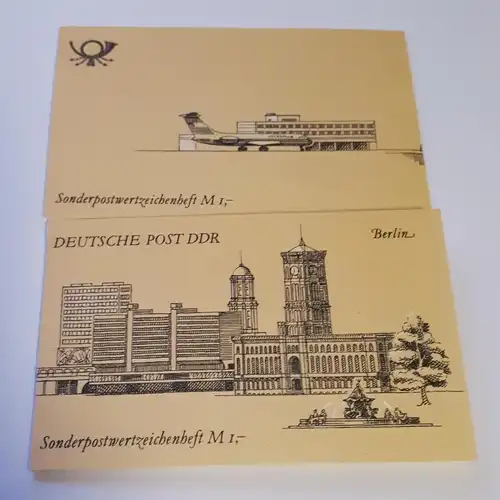 Sonderpostwertzeichenheft M 1,-
DEUTSCHE POST DDR
Berlin
Sonderpostwertzeichenheft M 1,-